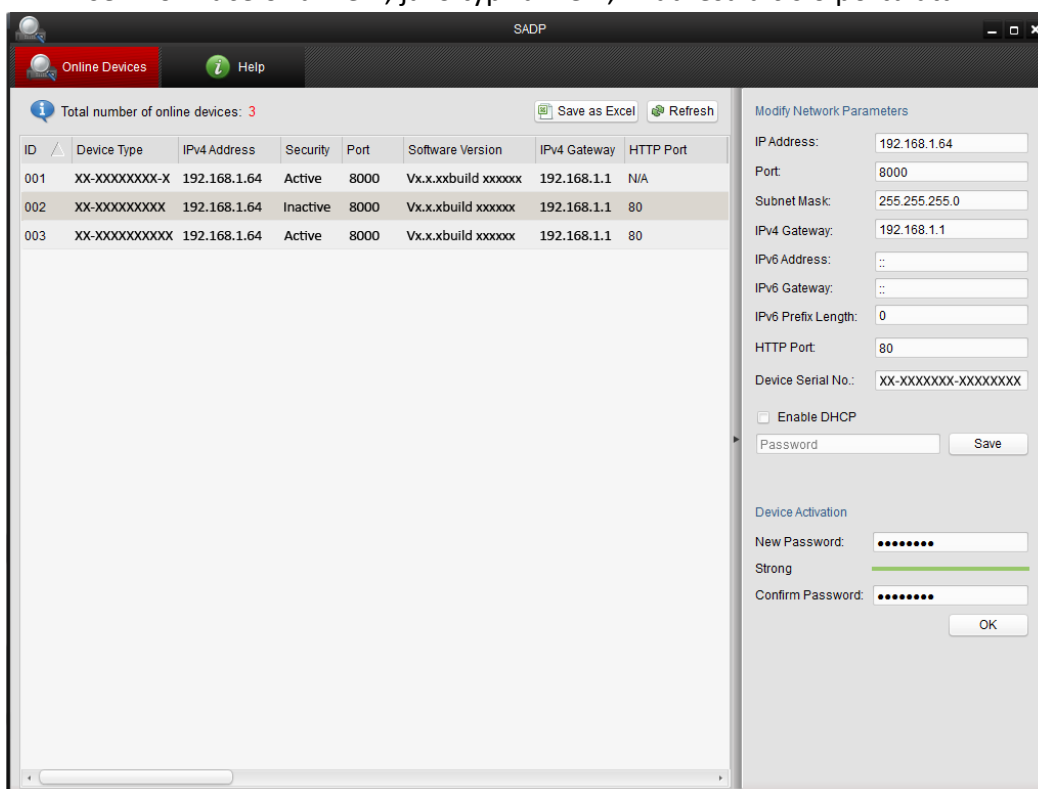 SADP
Online Devices Help
Total number of online devices: 3 Save as Excel Refresh
ID Device Type IPv4 Address Security Port Software Version IPv4 Gateway HTTP Port
001 XX-XXXXXXXX-X 192.168.1.64 Active 8000 Vx.x.xxbuild xxxxxx 192.168.1.1 N/A
002 XX-XXXXXXXXX 192.168.1.64 Inactive 8000 Vx.x.xbuild xxxxxx 192.168.1.1 80
003 XX-XXXXXXXXXX 192.168.1.64 Active 8000 Vx.x.xbuild xxxxxx 192.168.1.1 80
Modify Network Parameters
IP Address: 192.168.1.64
Port: 8000
Subnet Mask: 255.255.255.0
IPv4 Gateway: 192.168.1.1
IPv6 Address: ::
IPv6 Gateway: ::
IPv6 Prefix Length: 0
HTTP Port: 80
Device Serial No.: XX-XXXXXXX-XXXXXXXX
Enable DHCP
Password Save
Device Activation
New Password: ●●●●●●●●
Strong
Confirm Password: ●●●●●●●●
OK